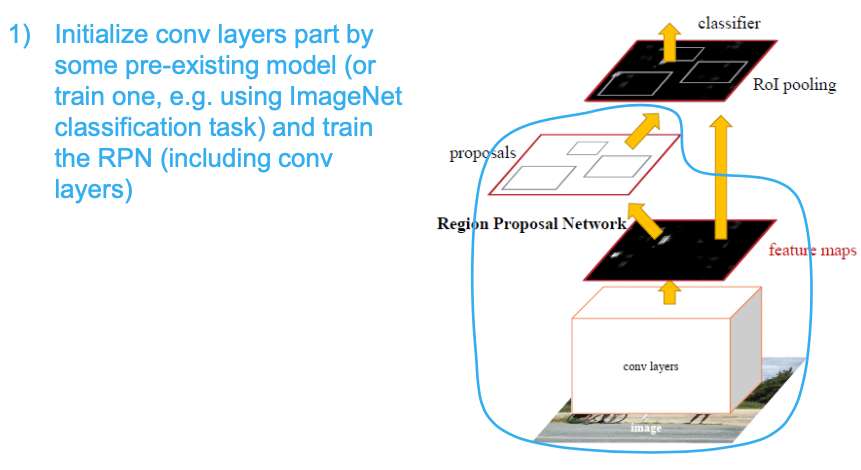 1) Initialize conv layers part by
some pre-existing model (or
train one, e.g. using ImageNet
classification task) and train
the RPN (including conv
layers)
classifier
RoI pooling
proposals
Region Proposal Network
feature maps
conv layers
image